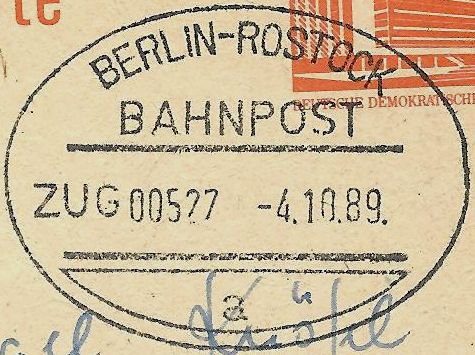 te
BERLIN-ROSTOCK
DEUTSCHE DEMOKRATISCHE
BAHNPOST
ZUG 00527 -4.10.89.
a